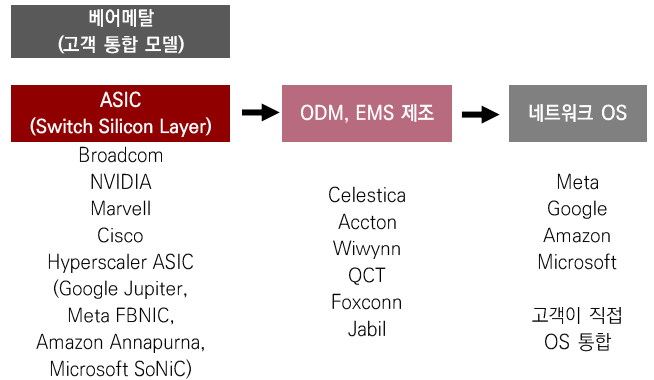 베어메탈
(고객 통합 모델)
ASIC
(Switch Silicon Layer)
Broadcom
NVIDIA
Marvell
Cisco
Hyperscaler ASIC
(Google Jupiter,
Meta FBNIC,
Amazon Annapurna,
Microsoft SoNiC)
ODM, EMS 제조
Celestica
Accton
Wiwynn
QCT
Foxconn
Jabil
네트워크 OS
Meta
Google
Amazon
Microsoft
고객이 직접
OS 통합